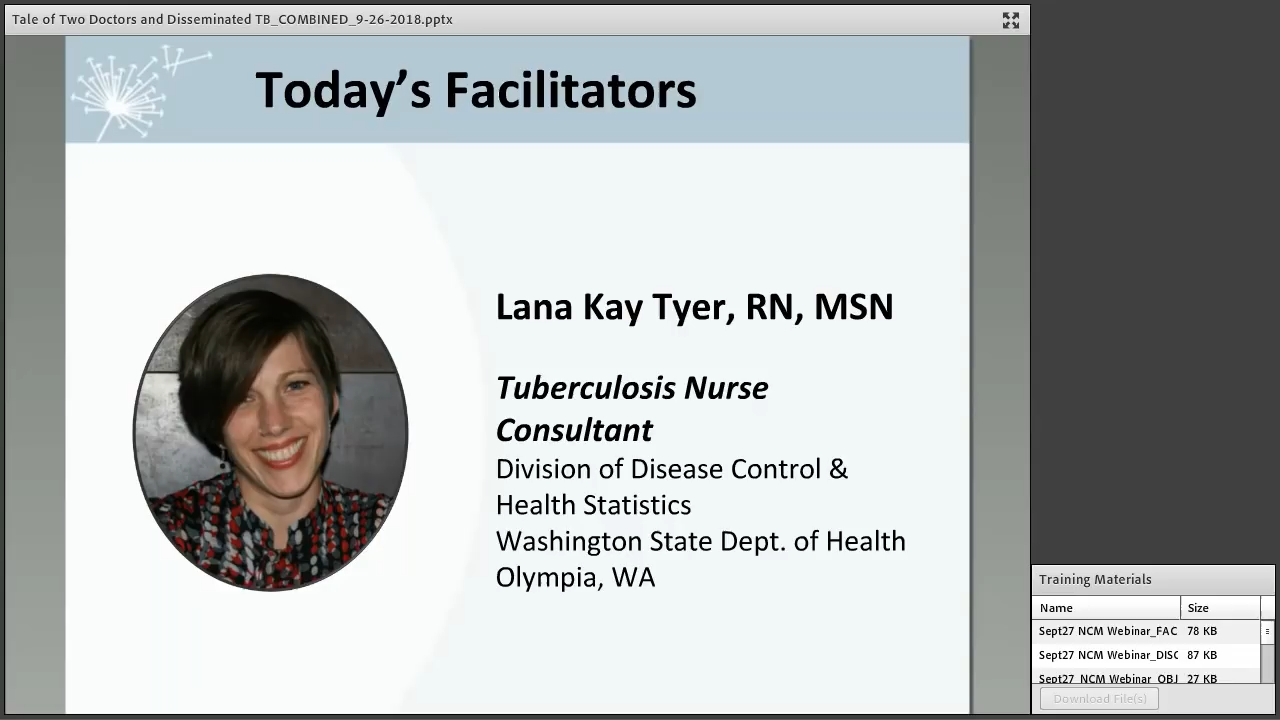 Tale of Two Doctors and Disseminated TB_COMBINED_9-26-2018.pptx
Today's Facilitators
Lana Kay Tyer, RN, MSN
Tuberculosis Nurse
Consultant
Division of Disease Control &
Health Statistics
Washington State Dept. of Health
Olympia, WA
Training Materials
Name Size
Sept27 NCM Webinar_FAC 78 KB
Sept27 NCM Webinar_DISC 87 KB
Sept27_NCM Webinar_OBJ 27 KB
Download File(s)